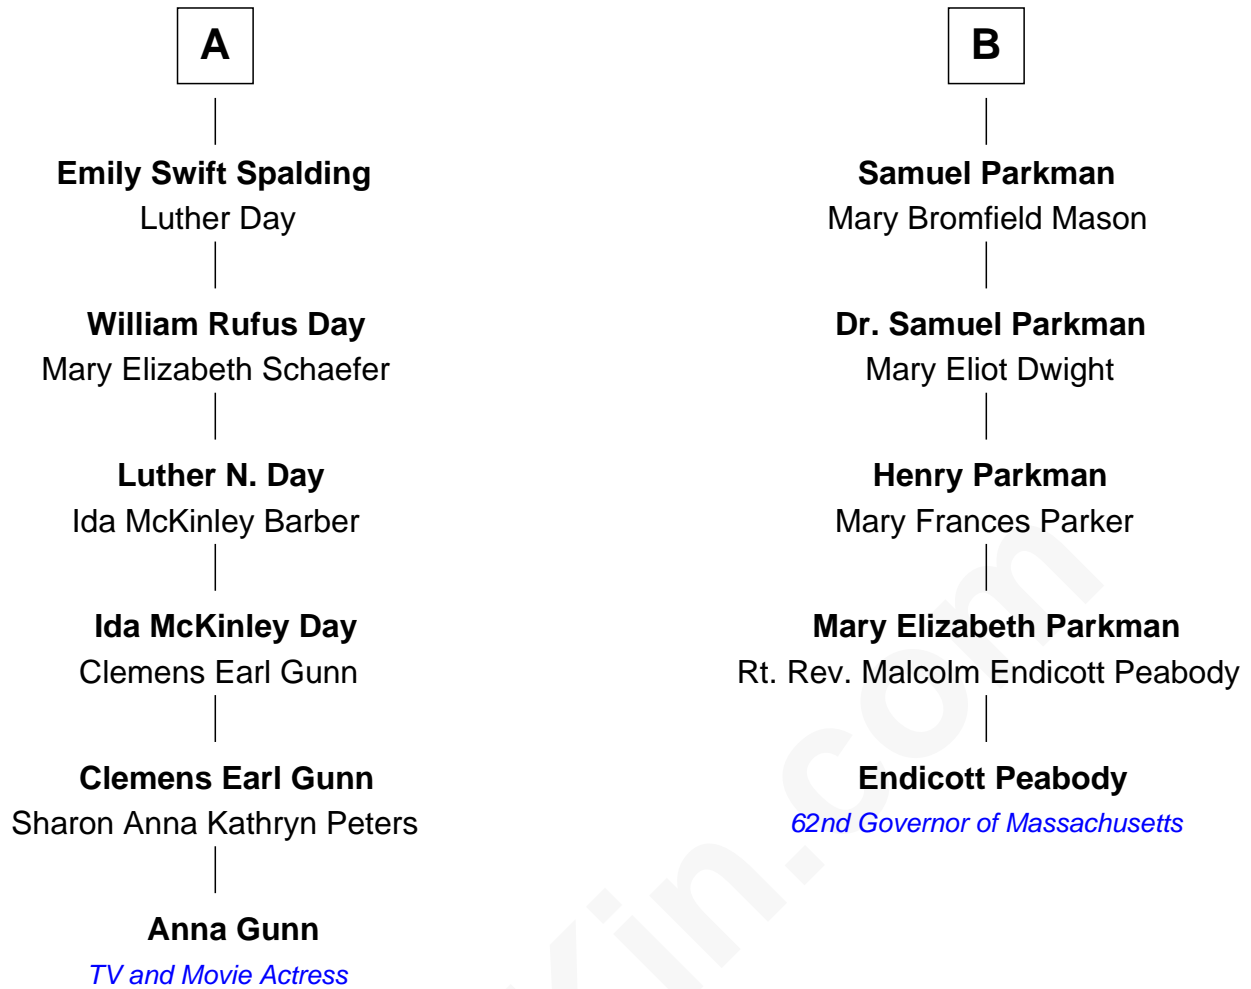 A
Emily Swift Spalding
Luther Day
William Rufus Day
Mary Elizabeth Schaefer
Luther N. Day
Ida McKinley Barber
Ida McKinley Day
Clemens Earl Gunn
Clemens Earl Gunn
Sharon Anna Kathryn Peters
Anna Gunn
TV and Movie Actress
B
Samuel Parkman
Mary Bromfield Mason
Dr. Samuel Parkman
Mary Eliot Dwight
Henry Parkman
Mary Frances Parker
Mary Elizabeth Parkman
Rt. Rev. Malcolm Endicott Peabody
Endicott Peabody
62nd Governor of Massachusetts